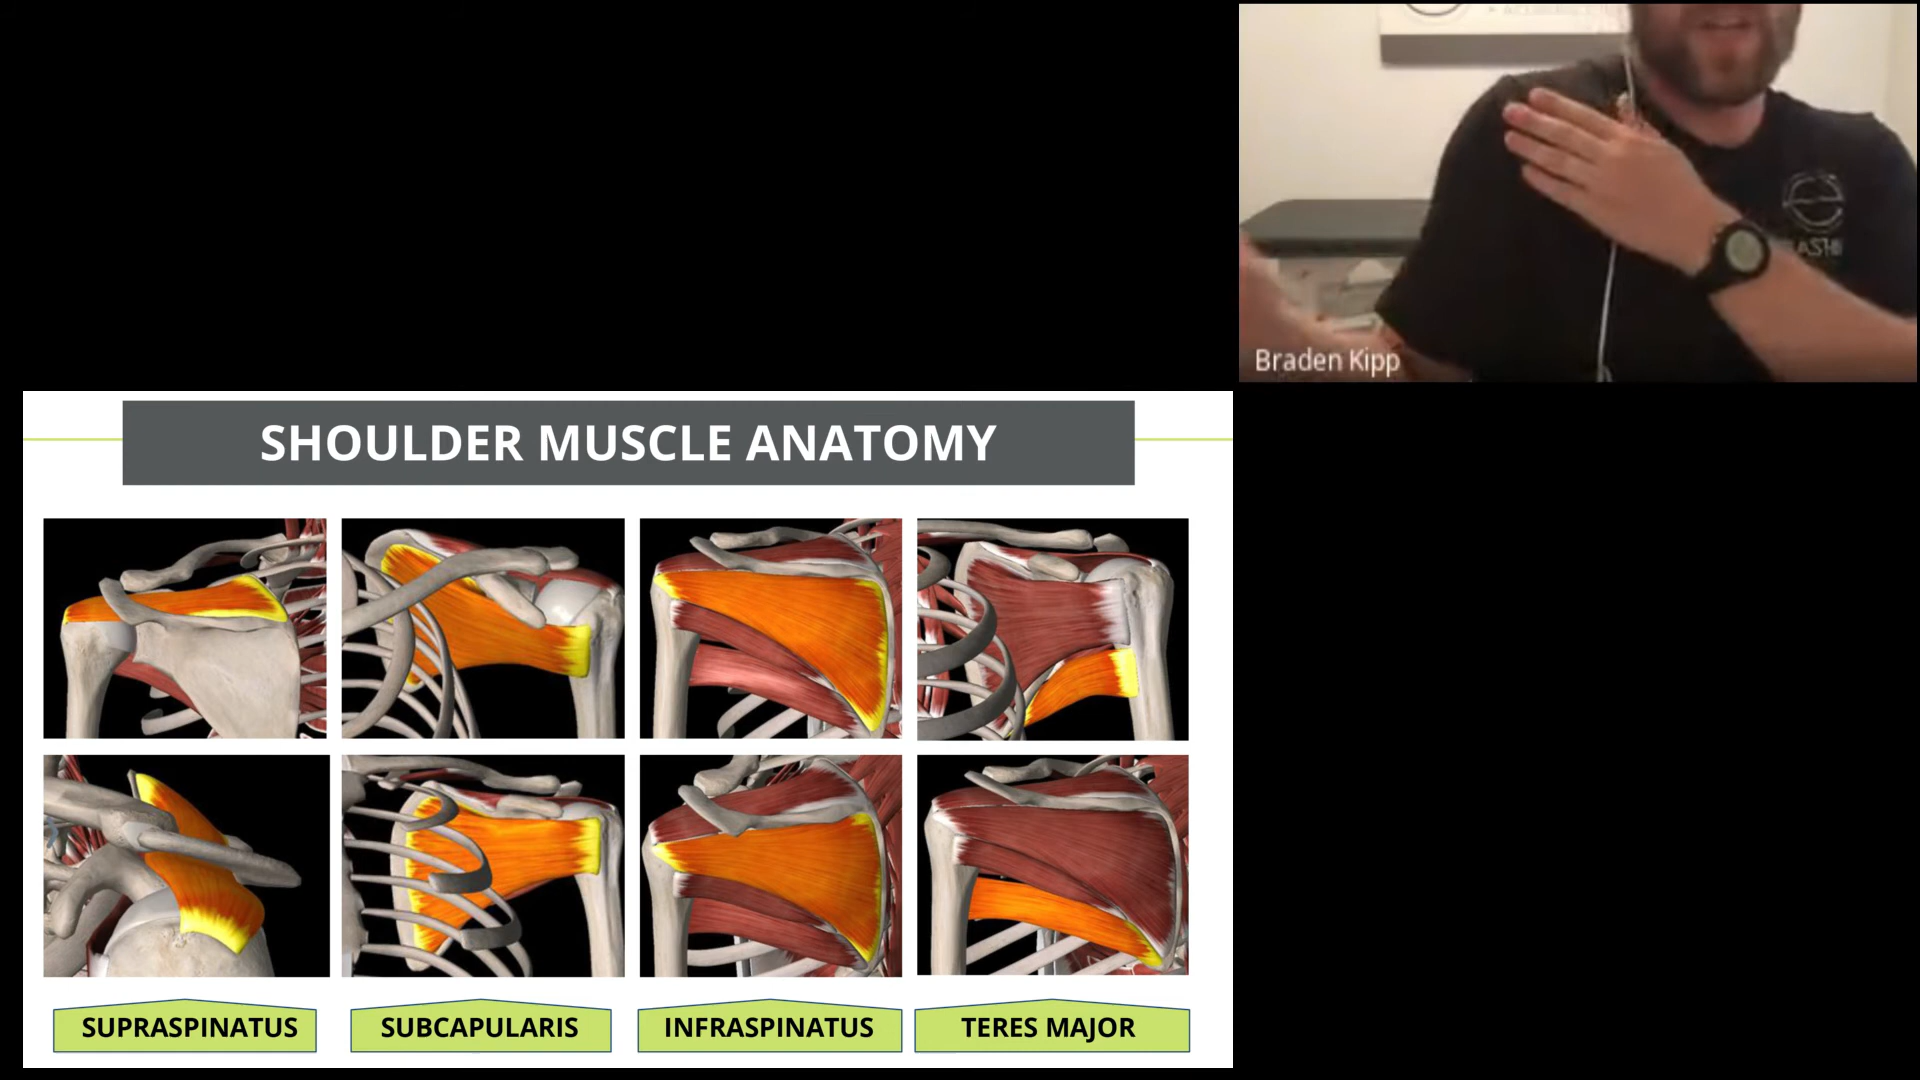 Braden Kipp
SHOULDER MUSCLE ANATOMY
SUPRASPINATUS
SUBCAPULARIS
INFRASPINATUS
TERES MAJOR